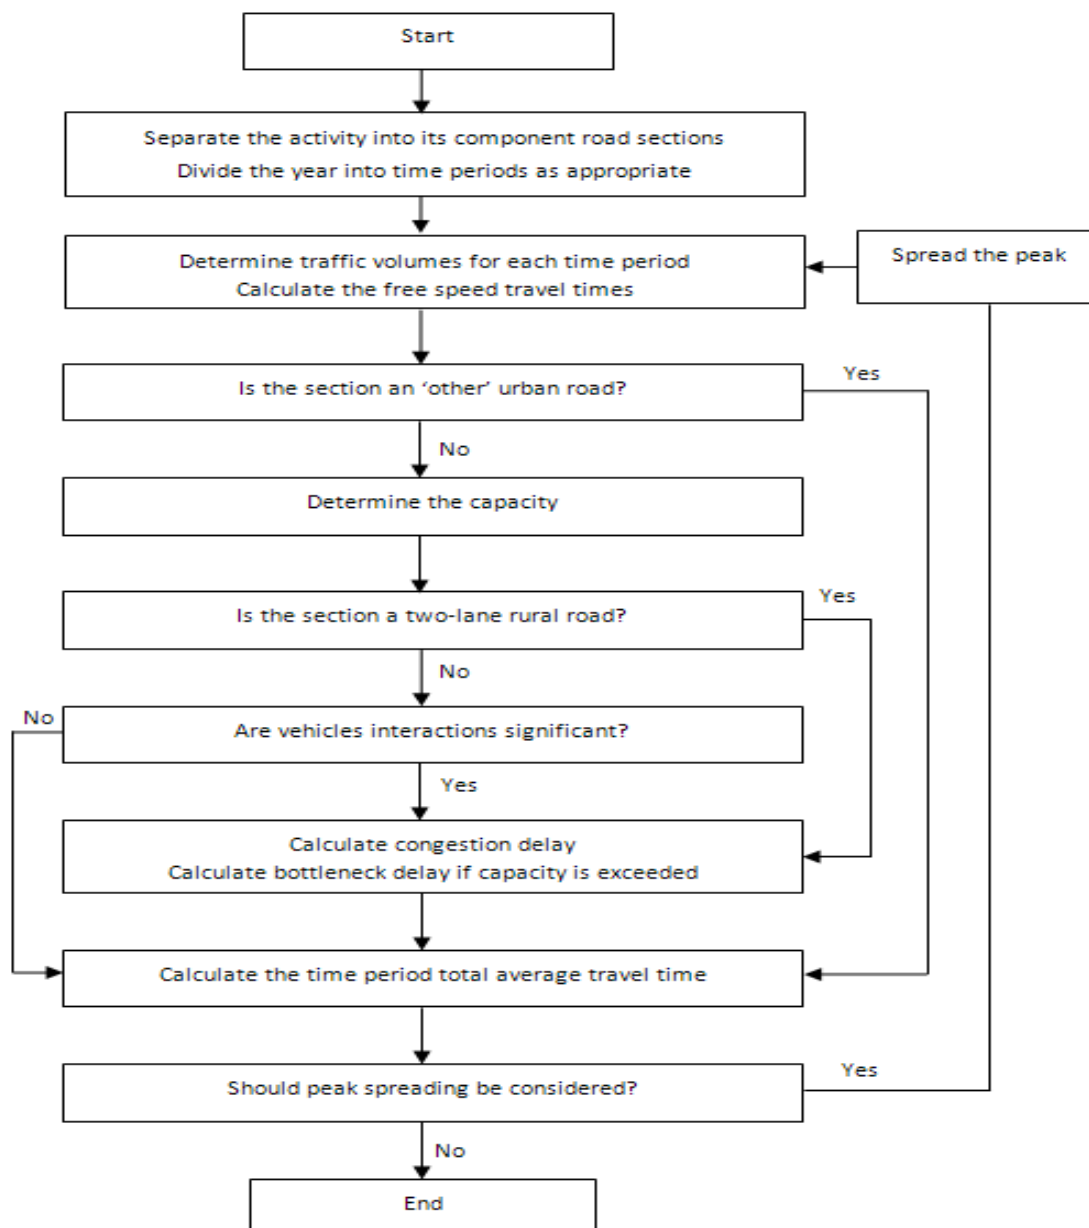 Start
Separate the activity into its component road sections
Divide the year into time periods as appropriate
Determine traffic volumes for each time period
Calculate the free speed travel times
Spread the peak
Is the section an ‘other’ urban road?
Yes
No
Determine the capacity
Is the section a two-lane rural road?
Yes
No
Are vehicles interactions significant?
No
Yes
Calculate congestion delay
Calculate bottleneck delay if capacity is exceeded
Calculate the time period total average travel time
Should peak spreading be considered?
Yes
No
End